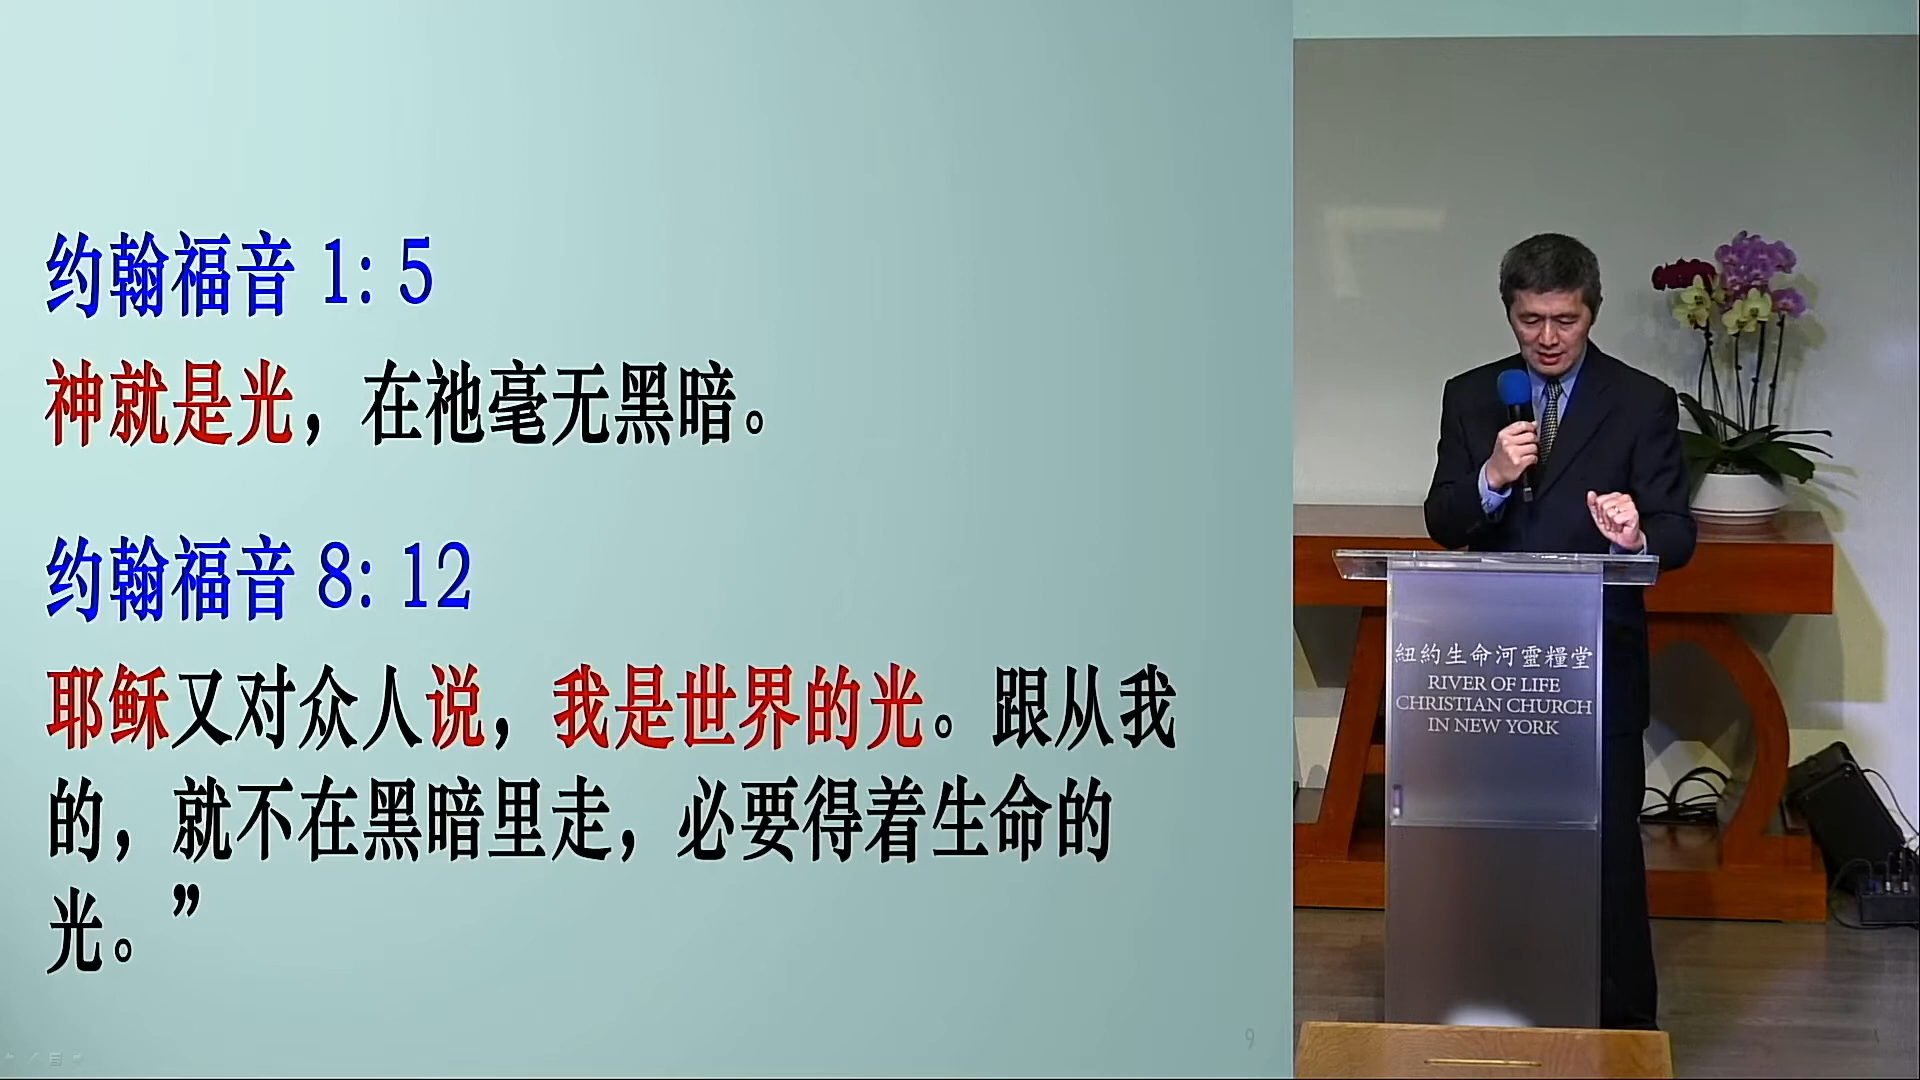 约翰福音 1: 5
神就是光，在祂毫无黑暗。
约翰福音 8: 12
耶稣又对众人说，我是世界的光。跟从我
的，就不在黑暗里走，必要得着生命的
光。”
9
紐約生命河靈糧堂
RIVER OF LIFE
CHRISTIAN CHURCH
IN NEW YORK